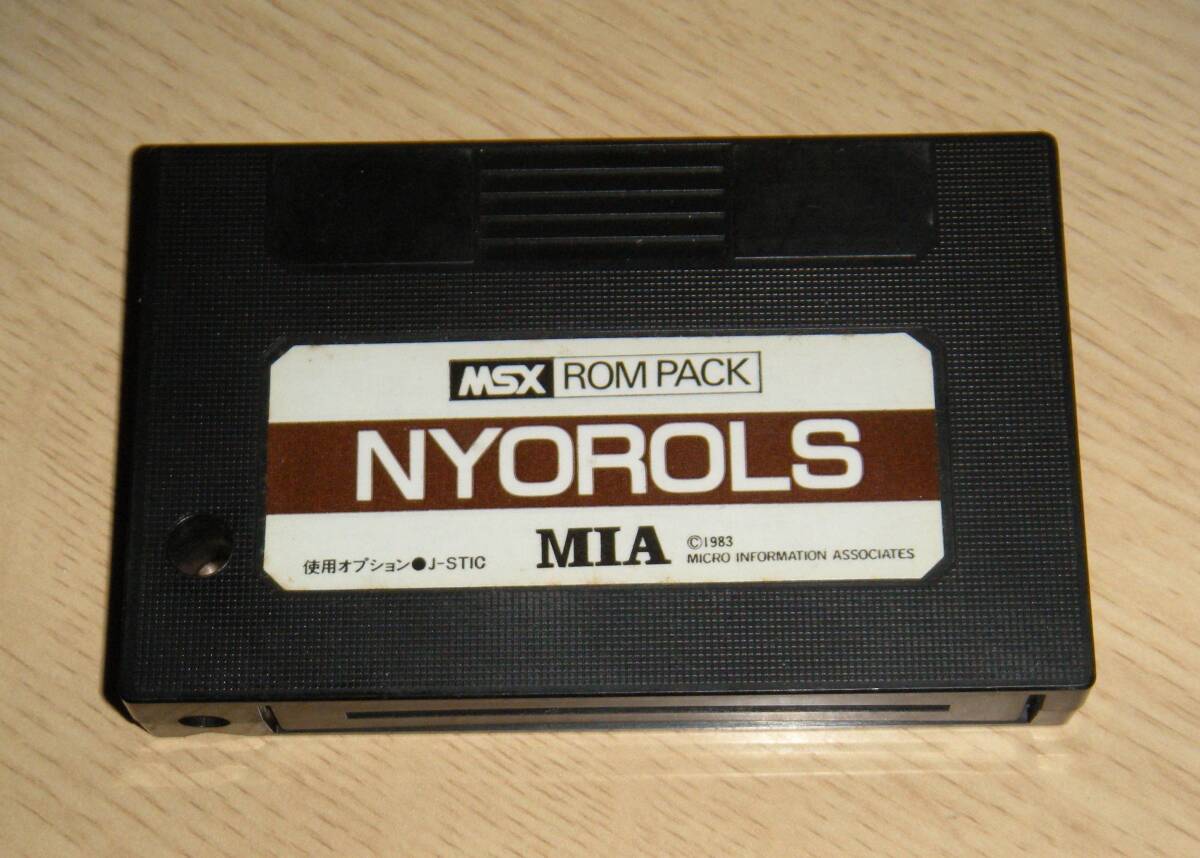 MSX ROM PACK
NYOROLS
使用オプション●J-STIC
MIA
©1983
MICRO INFORMATION ASSOCIATES